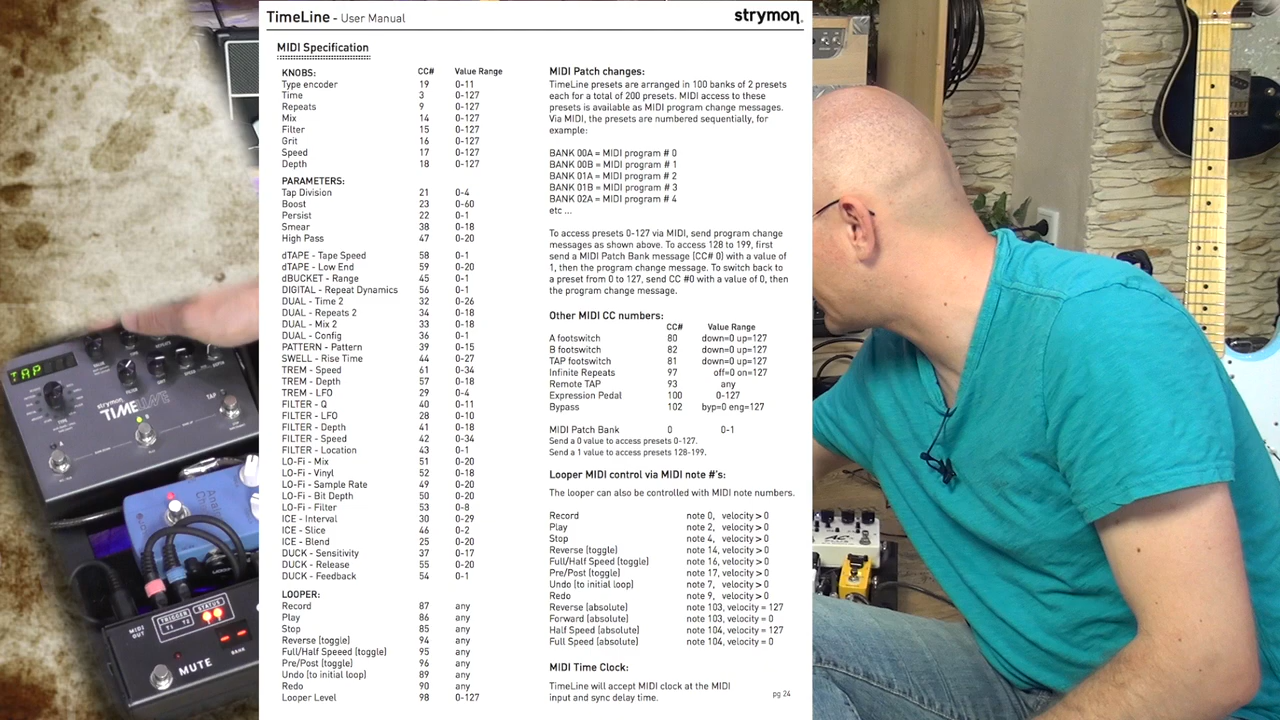 TimeLine - User Manual
strymon®
MIDI Specification
KNOBS: CC# Value Range
Type encoder 19 0-11
Time 3 0-127
Repeats 9 0-127
Mix 14 0-127
Filter 15 0-127
Grit 16 0-127
Speed 17 0-127
Depth 18 0-127
PARAMETERS:
Tap Division 21 0-4
Boost 23 0-60
Persist 22 0-1
Smear 38 0-18
High Pass 47 0-20
dTAPE - Tape Speed 58 0-1
dTAPE - Low End 59 0-20
dBUCKET - Range 45 0-1
DIGITAL - Repeat Dynamics 56 0-1
DUAL - Time 2 32 0-26
DUAL - Repeats 2 34 0-18
DUAL - Mix 2 33 0-18
DUAL - Config 36 0-1
PATTERN - Pattern 39 0-15
SWELL - Rise Time 44 0-27
TREM - Speed 61 0-34
TREM - Depth 57 0-18
TREM - LFO 29 0-4
FILTER - Q 40 0-11
FILTER - LFO 28 0-10
FILTER - Depth 41 0-18
FILTER - Speed 42 0-34
FILTER - Location 43 0-1
LO-Fi - Mix 51 0-20
LO-Fi - Vinyl 52 0-18
LO-Fi - Sample Rate 49 0-20
LO-Fi - Bit Depth 50 0-20
LO-Fi - Filter 53 0-8
ICE - Interval 30 0-29
ICE - Slice 46 0-2
ICE - Blend 25 0-20
DUCK - Sensitivity 37 0-17
DUCK - Release 55 0-20
DUCK - Feedback 54 0-1
LOOPER:
Record 87 any
Play 86 any
Stop 85 any
Reverse (toggle) 94 any
Full/Half Speeed (toggle) 95 any
Pre/Post (toggle) 96 any
Undo (to initial loop) 89 any
Redo 90 any
Looper Level 98 0-127
MIDI Patch changes:
TimeLine presets are arranged in 100 banks of 2 presets
each for a total of 200 presets. MIDI access to these
presets is available as MIDI program change messages.
Via MIDI, the presets are numbered sequentially, for
example:
BANK 00A = MIDI program # 0
BANK 00B = MIDI program # 1
BANK 01A = MIDI program # 2
BANK 01B = MIDI program # 3
BANK 02A = MIDI program # 4
etc ...
To access presets 0-127 via MIDI, send program change
messages as shown above. To access 128 to 199, first
send a MIDI Patch Bank message (CC# 0) with a value of
1, then the program change message. To switch back to
a preset from 0 to 127, send CC #0 with a value of 0, then
the program change message.
Other MIDI CC numbers:
CC# Value Range
A footswitch 80 down=0 up=127
B footswitch 82 down=0 up=127
TAP footswitch 81 down=0 up=127
Infinite Repeats 97 off=0 on=127
Remote TAP 93 any
Expression Pedal 100 0-127
Bypass 102 byp=0 eng=127
MIDI Patch Bank 0 0-1
Send a 0 value to access presets 0-127.
Send a 1 value to access presets 128-199.
Looper MIDI control via MIDI note #'s:
The looper can also be controlled with MIDI note numbers.
Record note 0, velocity > 0
Play note 2, velocity > 0
Stop note 4, velocity > 0
Reverse (toggle) note 14, velocity > 0
Full/Half Speed (toggle) note 16, velocity > 0
Pre/Post (toggle) note 17, velocity > 0
Undo (to initial loop) note 7, velocity > 0
Redo note 9, velocity > 0
Reverse (absolute) note 103, velocity = 127
Forward (absolute) note 103, velocity = 0
Half Speed (absolute) note 104, velocity = 127
Full Speed (absolute) note 104, velocity = 0
MIDI Time Clock:
TimeLine will accept MIDI clock at the MIDI
input and sync delay time.
pg 24
TAP
strymon
TIMELINE
TAP
MIDI OUT
TRIGGER
STATUS
T1 T2
BANK
MUTE
AC